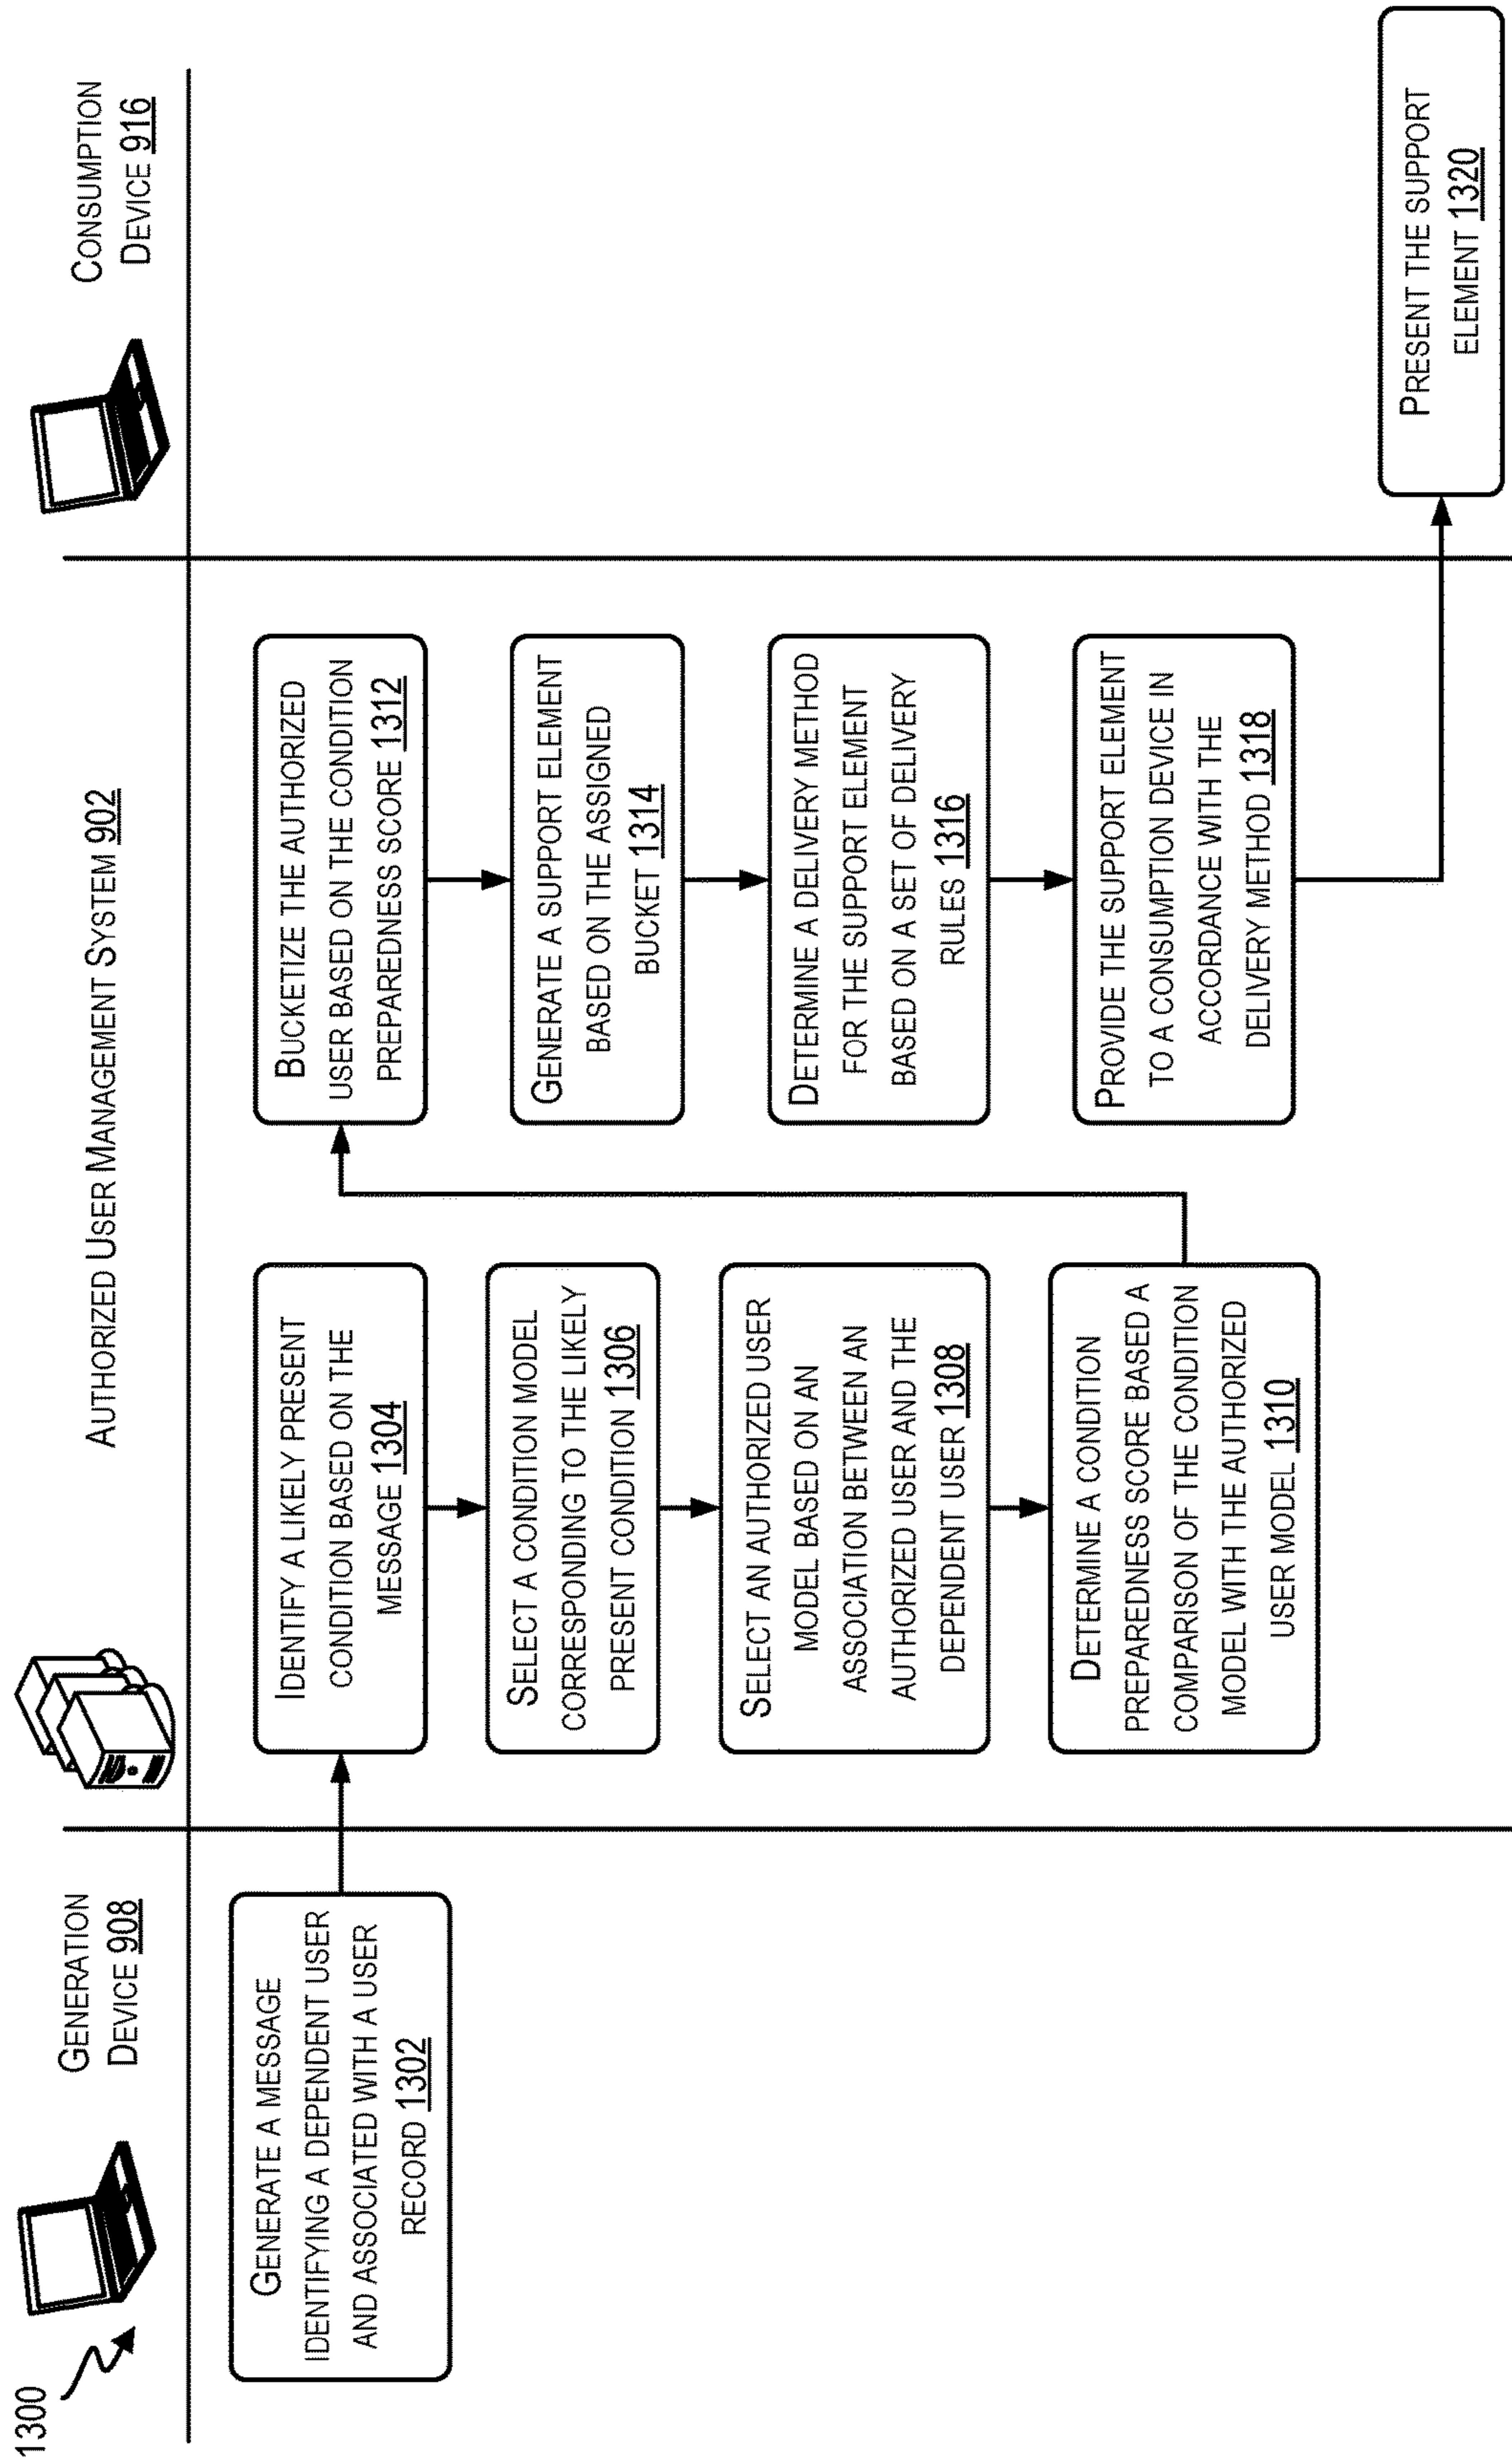 1300
GENERATION
DEVICE 908
AUTHORIZED USER MANAGEMENT SYSTEM 902
CONSUMPTION
DEVICE 916
GENERATE A MESSAGE
IDENTIFYING A DEPENDENT USER
AND ASSOCIATED WITH A USER
RECORD 1302
IDENTIFY A LIKELY PRESENT
CONDITION BASED ON THE
MESSAGE 1304
SELECT A CONDITION MODEL
CORRESPONDING TO THE LIKELY
PRESENT CONDITION 1306
SELECT AN AUTHORIZED USER
MODEL BASED ON AN
ASSOCIATION BETWEEN AN
AUTHORIZED USER AND THE
DEPENDENT USER 1308
DETERMINE A CONDITION
PREPAREDNESS SCORE BASED A
COMPARISON OF THE CONDITION
MODEL WITH THE AUTHORIZED
USER MODEL 1310
BUCKETIZE THE AUTHORIZED
USER BASED ON THE CONDITION
PREPAREDNESS SCORE 1312
GENERATE A SUPPORT ELEMENT
BASED ON THE ASSIGNED
BUCKET 1314
DETERMINE A DELIVERY METHOD
FOR THE SUPPORT ELEMENT
BASED ON A SET OF DELIVERY
RULES 1316
PROVIDE THE SUPPORT ELEMENT
TO A CONSUMPTION DEVICE IN
ACCORDANCE WITH THE
DELIVERY METHOD 1318
PRESENT THE SUPPORT
ELEMENT 1320